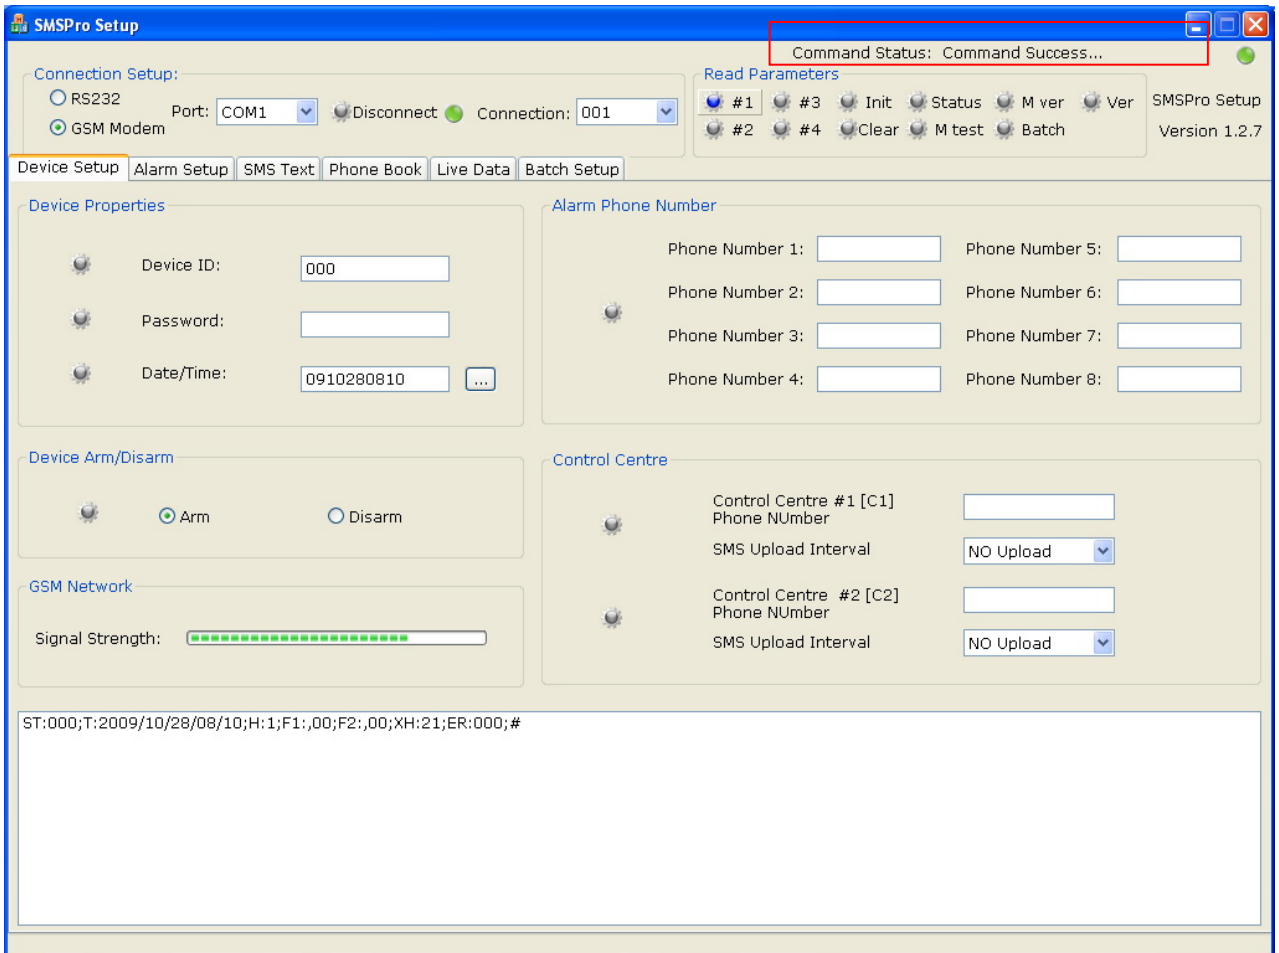 SMSPro Setup
Command Status: Command Success...
Connection Setup:
RS232
GSM Modem
Port: COM1
Disconnect
Connection: 001
Read Parameters
#1 #3 Init Status M ver Ver
#2 #4 Clear M test Batch
SMSPro Setup
Version 1.2.7
Device Setup Alarm Setup SMS Text Phone Book Live Data Batch Setup
Device Properties
Device ID: 000
Password:
Date/Time: 0910280810 ...
Alarm Phone Number
Phone Number 1: Phone Number 5:
Phone Number 2: Phone Number 6:
Phone Number 3: Phone Number 7:
Phone Number 4: Phone Number 8:
Device Arm/Disarm
Arm Disarm
GSM Network
Signal Strength:
Control Centre
Control Centre #1 [C1]
Phone NUmber
SMS Upload Interval NO Upload
Control Centre #2 [C2]
Phone NUmber
SMS Upload Interval NO Upload
ST:000;T:2009/10/28/08/10;H:1;F1:,00;F2:,00;XH:21;ER:000;#